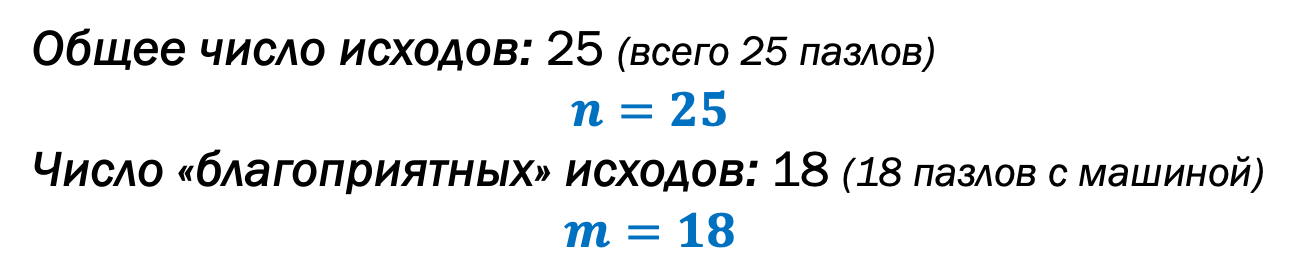 Общее число исходов: 25 (всего 25 пазлов)
n = 25
Число «благоприятных» исходов: 18 (18 пазлов с машиной)
m = 18